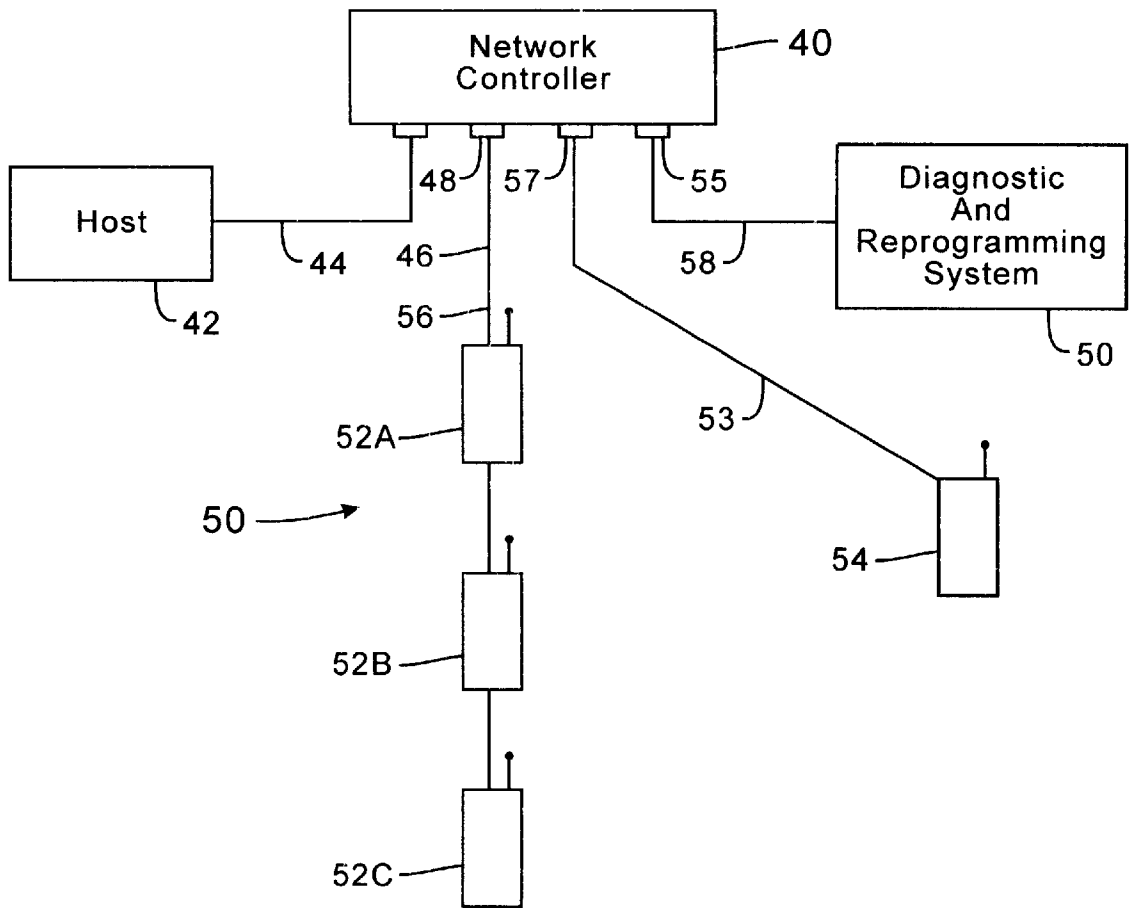 Network
Controller
40
48
57
55
Host
44
42
46
56
58
Diagnostic
And
Reprogramming
System
50
52A
53
50
54
52B
52C